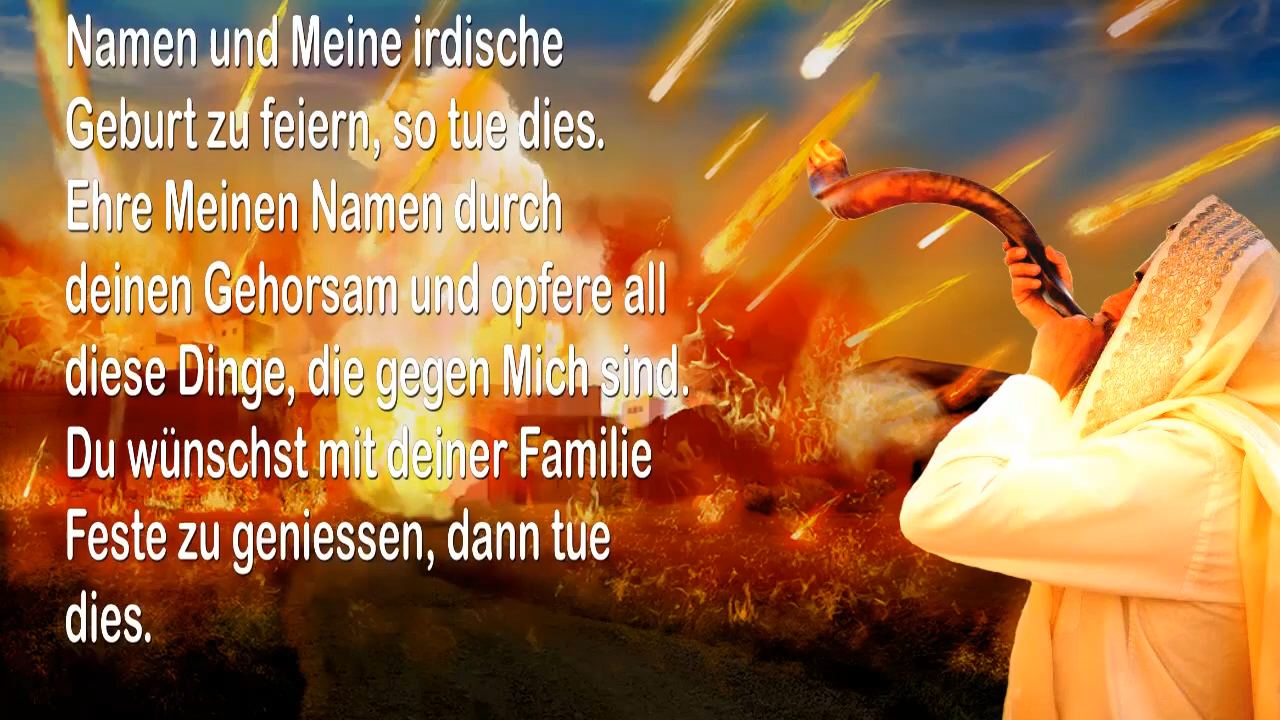 Namen und Meine irdische
Geburt zu feiern, so tue dies.
Ehre Meinen Namen durch
deinen Gehorsam und opfere all
diese Dinge, die gegen Mich sind.
Du wünschst mit deiner Familie
Feste zu geniessen, dann tue
dies.